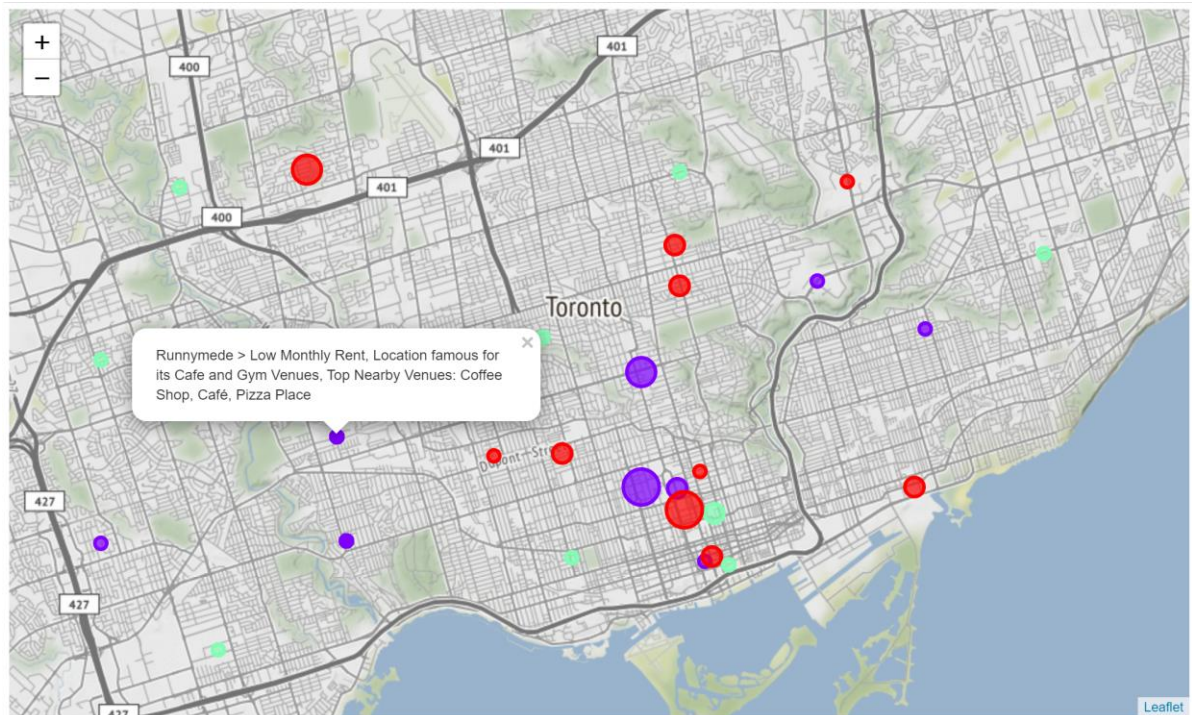 +
−
401
400
401
401
400
Toronto
×
Runnymede > Low Monthly Rent, Location famous for
its Cafe and Gym Venues, Top Nearby Venues: Coffee
Shop, Café, Pizza Place
Dupont-Str
427
427
427
Leaflet